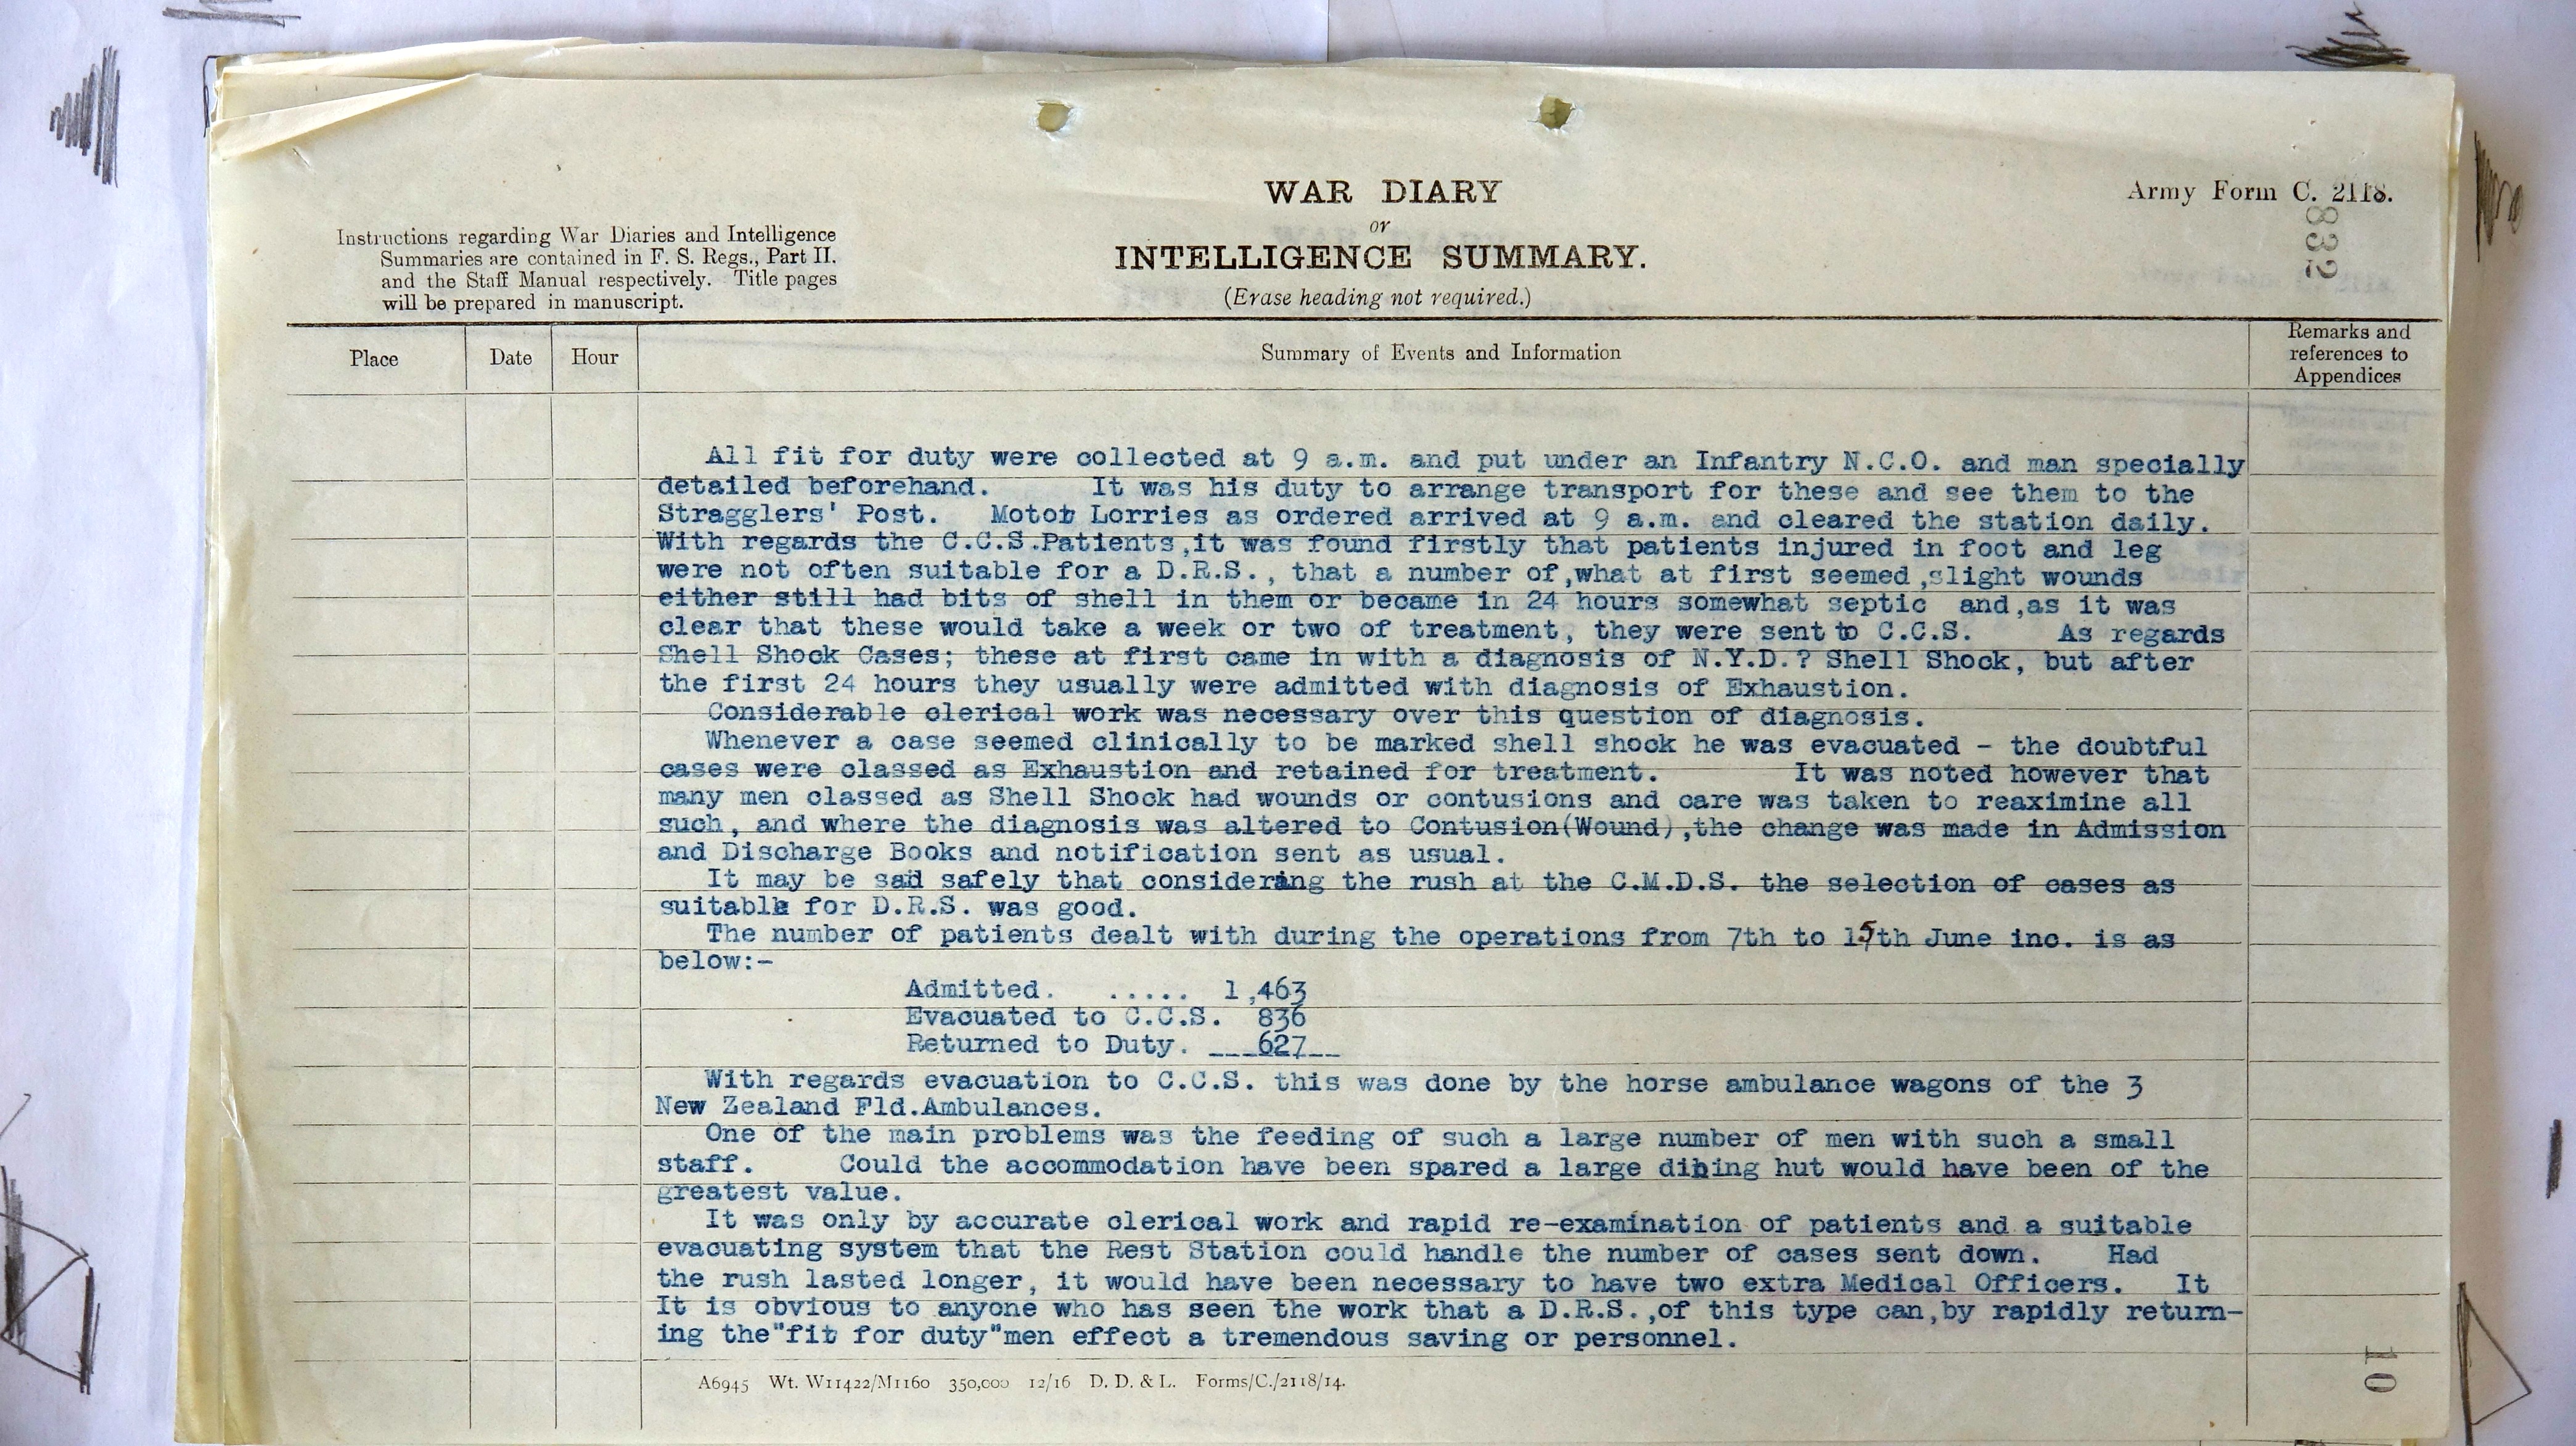 WAR DIARY
or
INTELLIGENCE SUMMARY.
(Erase heading not required.)
Army Form C. 2118.
832
Instructions regarding War Diaries and Intelligence
Summaries are contained in F. S. Regs., Part II.
and the Staff Manual respectively. Title pages
will be prepared in manuscript.
Place
Date
Hour
Summary of Events and Information
Remarks and
references to
Appendices
All fit for duty were collected at 9 a.m. and put under an Infantry N.C.O. and man specially
detailed beforehand. It was his duty to arrange transport for these and see them to the
Stragglers' Post. Motor Lorries as ordered arrived at 9 a.m. and cleared the station daily.
With regards the C.C.S.Patients,it was found firstly that patients injured in foot and leg
were not often suitable for a D.R.S., that a number of,what at first seemed,slight wounds
either still had bits of shell in them or became in 24 hours somewhat septic and,as it was
clear that these would take a week or two of treatment, they were sent to C.C.S. As regards
Shell Shock Cases; these at first came in with a diagnosis of N.Y.D.? Shell Shock, but after
the first 24 hours they usually were admitted with diagnosis of Exhaustion.
Considerable clerical work was necessary over this question of diagnosis.
Whenever a case seemed clinically to be marked shell shock he was evacuated - the doubtful
cases were classed as Exhaustion and retained for treatment. It was noted however that
many men classed as Shell Shock had wounds or contusions and care was taken to reaximine all
such, and where the diagnosis was altered to Contusion(Wound),the change was made in Admission
and Discharge Books and notification sent as usual.
It may be said safely that considering the rush at the C.M.D.S. the selection of cases as
suitable for D.R.S. was good.
The number of patients dealt with during the operations from 7th to 15th June inc. is as
below:-
Admitted. ..... 1,463
Evacuated to C.C.S. 836
Returned to Duty. ___627__
With regards evacuation to C.C.S. this was done by the horse ambulance wagons of the 3
New Zealand Fld.Ambulances.
One of the main problems was the feeding of such a large number of men with such a small
staff. Could the accommodation have been spared a large dining hut would have been of the
greatest value.
It was only by accurate clerical work and rapid re-examination of patients and a suitable
evacuating system that the Rest Station could handle the number of cases sent down. Had
the rush lasted longer, it would have been necessary to have two extra Medical Officers. It
It is obvious to anyone who has seen the work that a D.R.S.,of this type can,by rapidly return-
ing the"fit for duty"men effect a tremendous saving or personnel.
A6945 Wt. W11422/M1160 350,000 12/16 D. D. & L. Forms/C./2118/14.
10